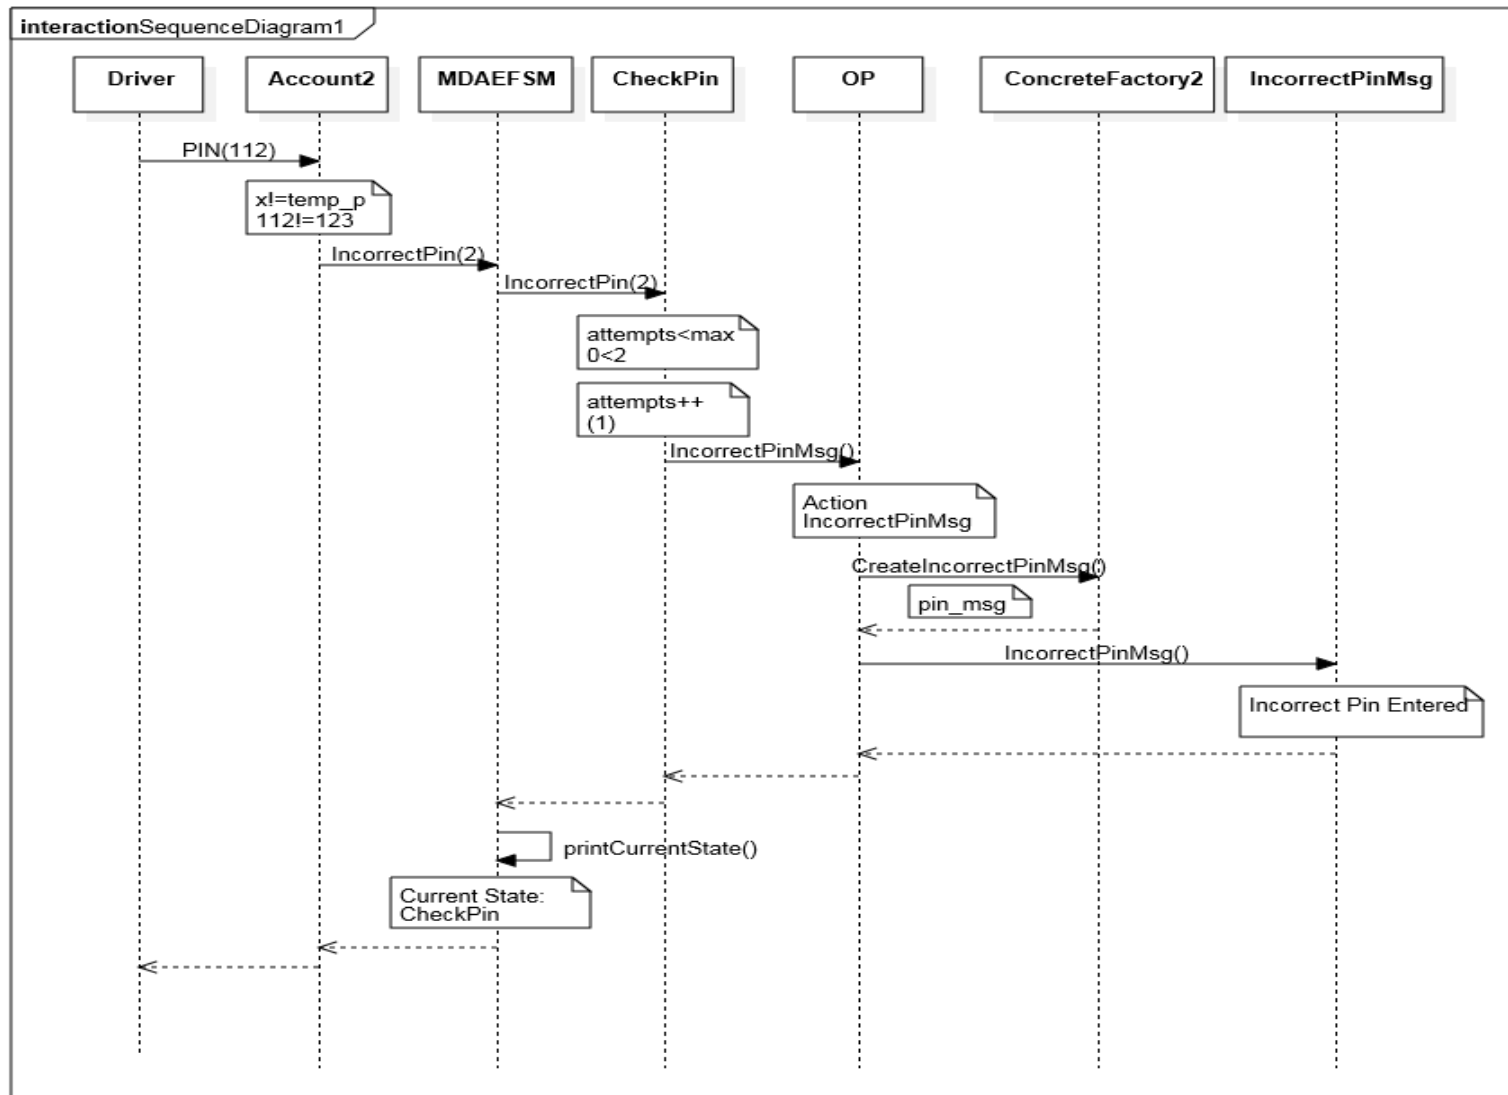 interactionSequenceDiagram1
Driver
Account2
MDAEFSM
CheckPin
OP
ConcreteFactory2
IncorrectPinMsg
PIN(112)
x!=temp_p
112!=123
IncorrectPin(2)
IncorrectPin(2)
attempts<max
0<2
attempts++
(1)
IncorrectPinMsg()
Action
IncorrectPinMsg
CreateIncorrectPinMsg()
pin_msg
IncorrectPinMsg()
Incorrect Pin Entered
printCurrentState()
Current State:
CheckPin